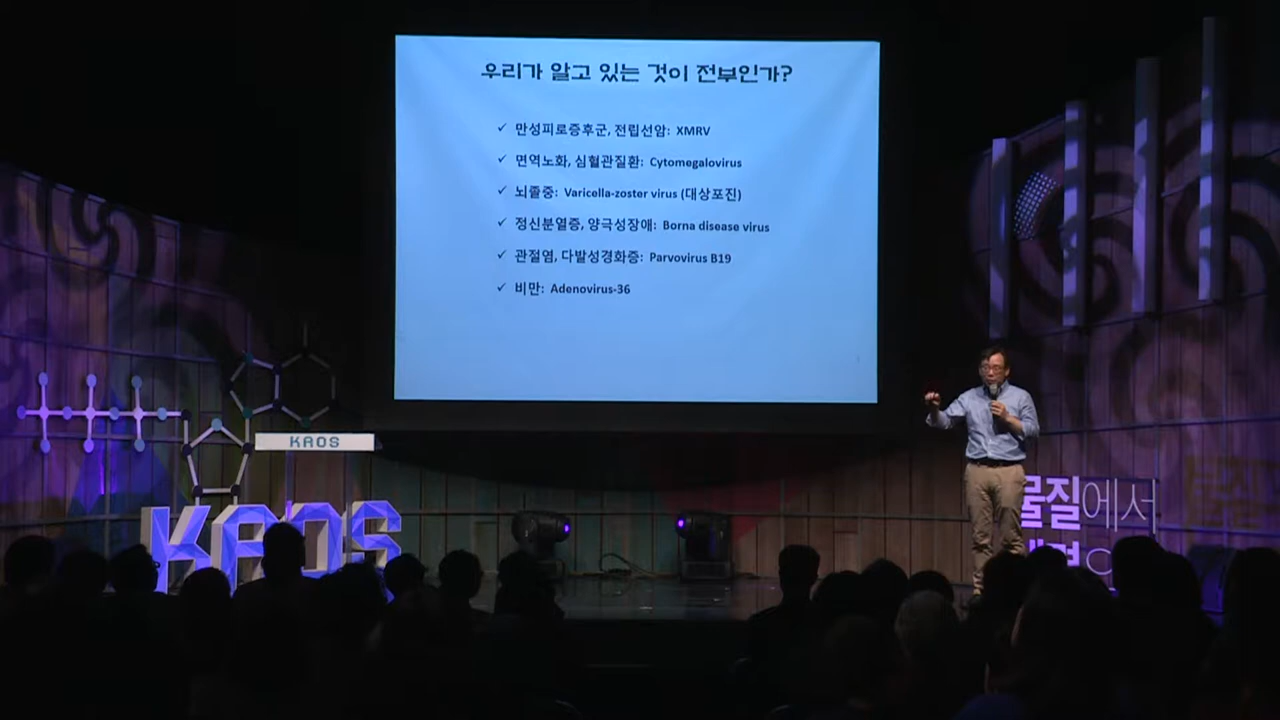 우리가 알고 있는 것이 전부인가?
✓ 만성피로증후군, 전립선암: XMRV
✓ 면역노화, 심혈관질환: Cytomegalovirus
✓ 뇌졸중: Varicella-zoster virus (대상포진)
✓ 정신분열증, 양극성장애: Borna disease virus
✓ 관절염, 다발성경화증: Parvovirus B19
✓ 비만: Adenovirus-36
KAOS
KAOS
물질에서